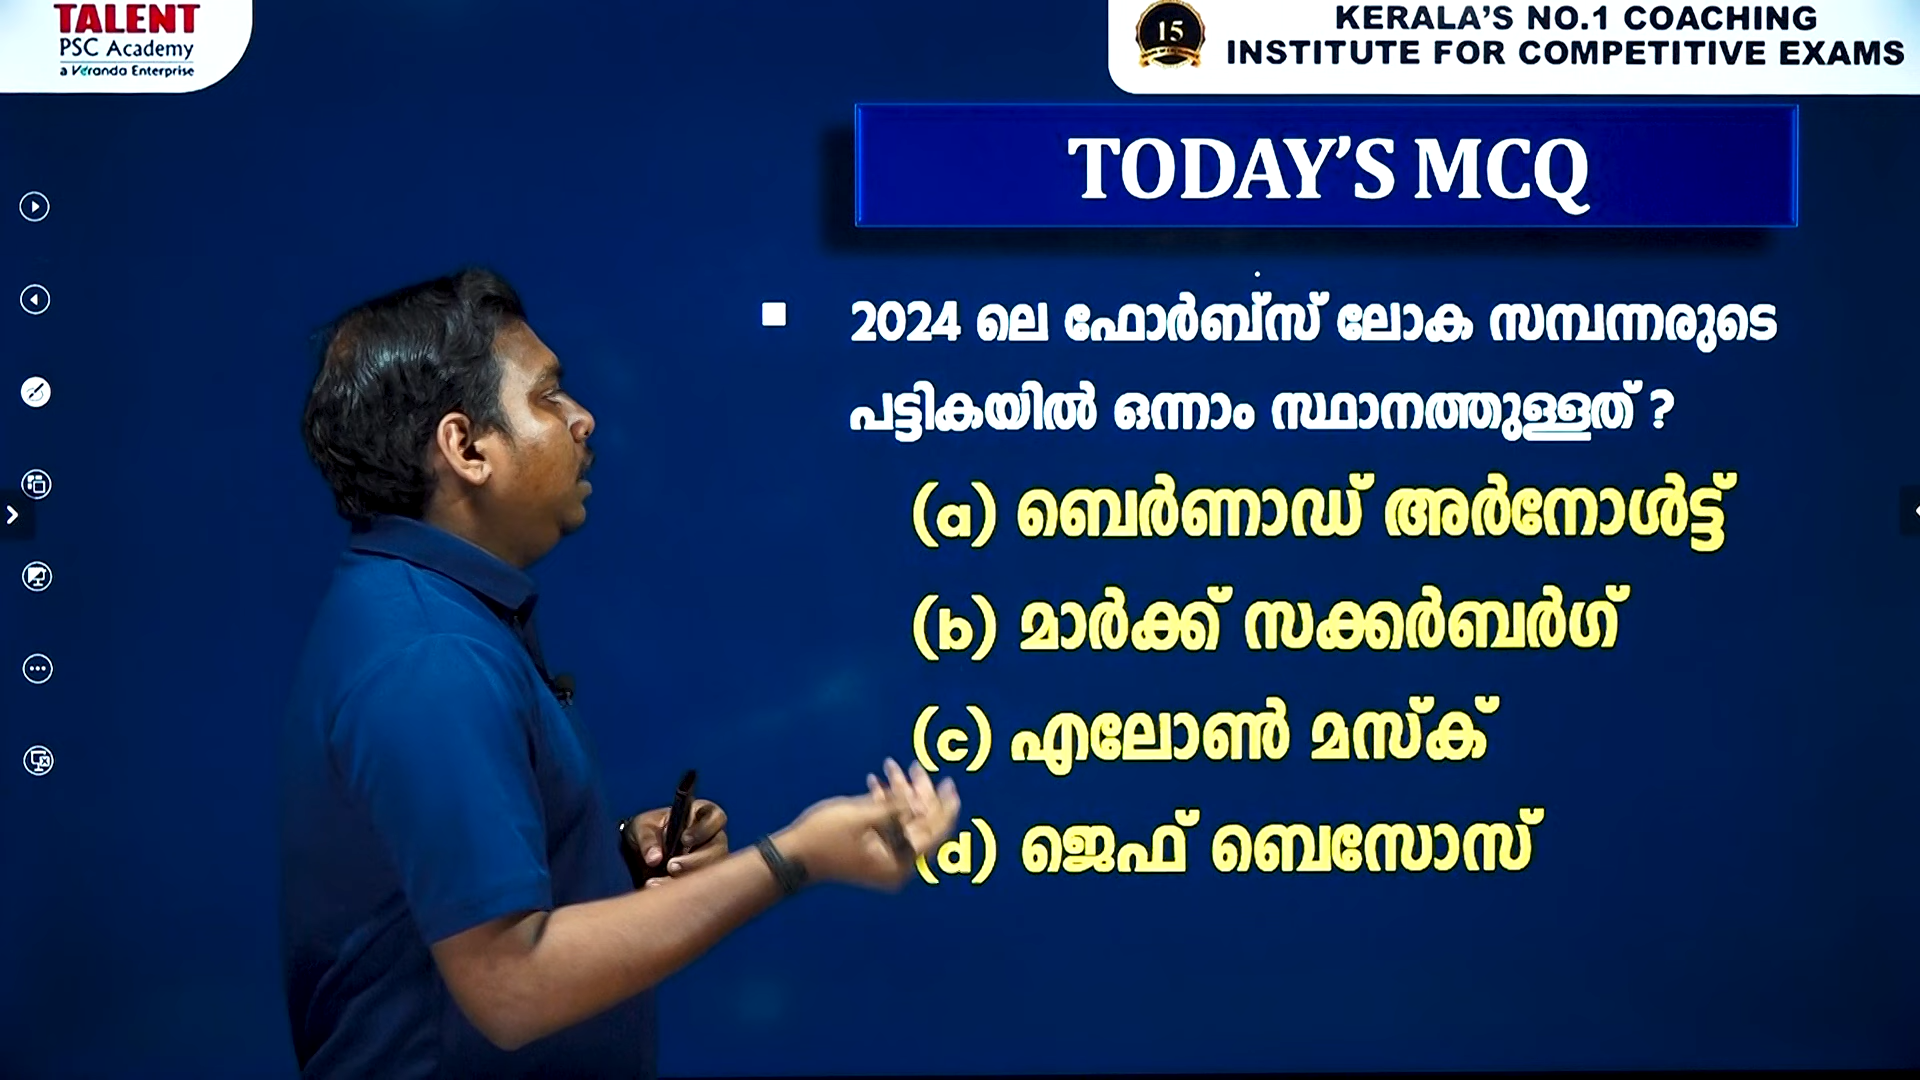 TALENT
PSC Academy
a Veranda Enterprise
15
KERALA’S NO.1 COACHING
INSTITUTE FOR COMPETITIVE EXAMS
TODAY’S MCQ
2024 ലെ ഫോർബ്സ് ലോക സമ്പന്നരുടെ
പട്ടികയിൽ ഒന്നാം സ്ഥാനത്തുള്ളത് ?
(a) ബെർണാഡ് അർനോൾട്ട്
(b) മാർക്ക് സക്കർബർഗ്
(c) എലോൺ മസ്ക്
(d) ജെഫ് ബെസോസ്